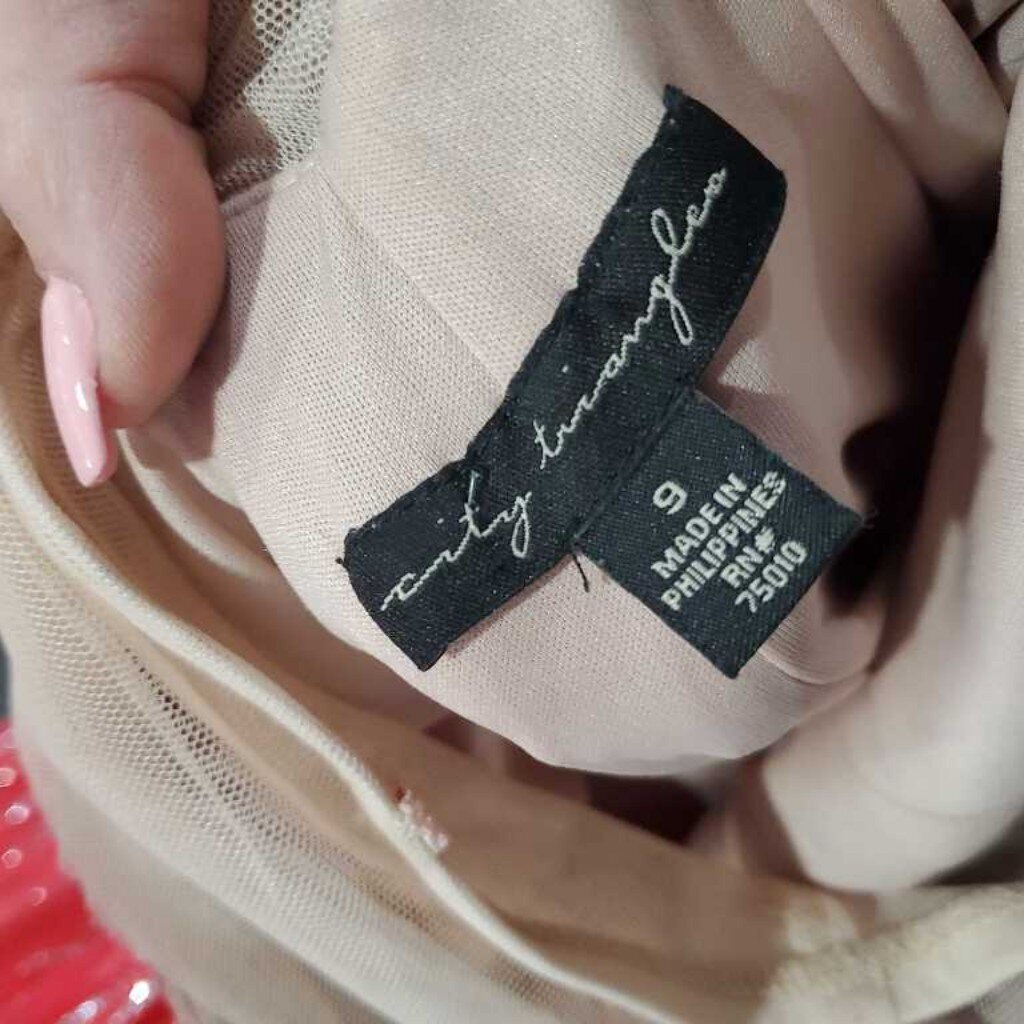 city triangles
9
MADE IN
PHILIPPINES
RN#
75010